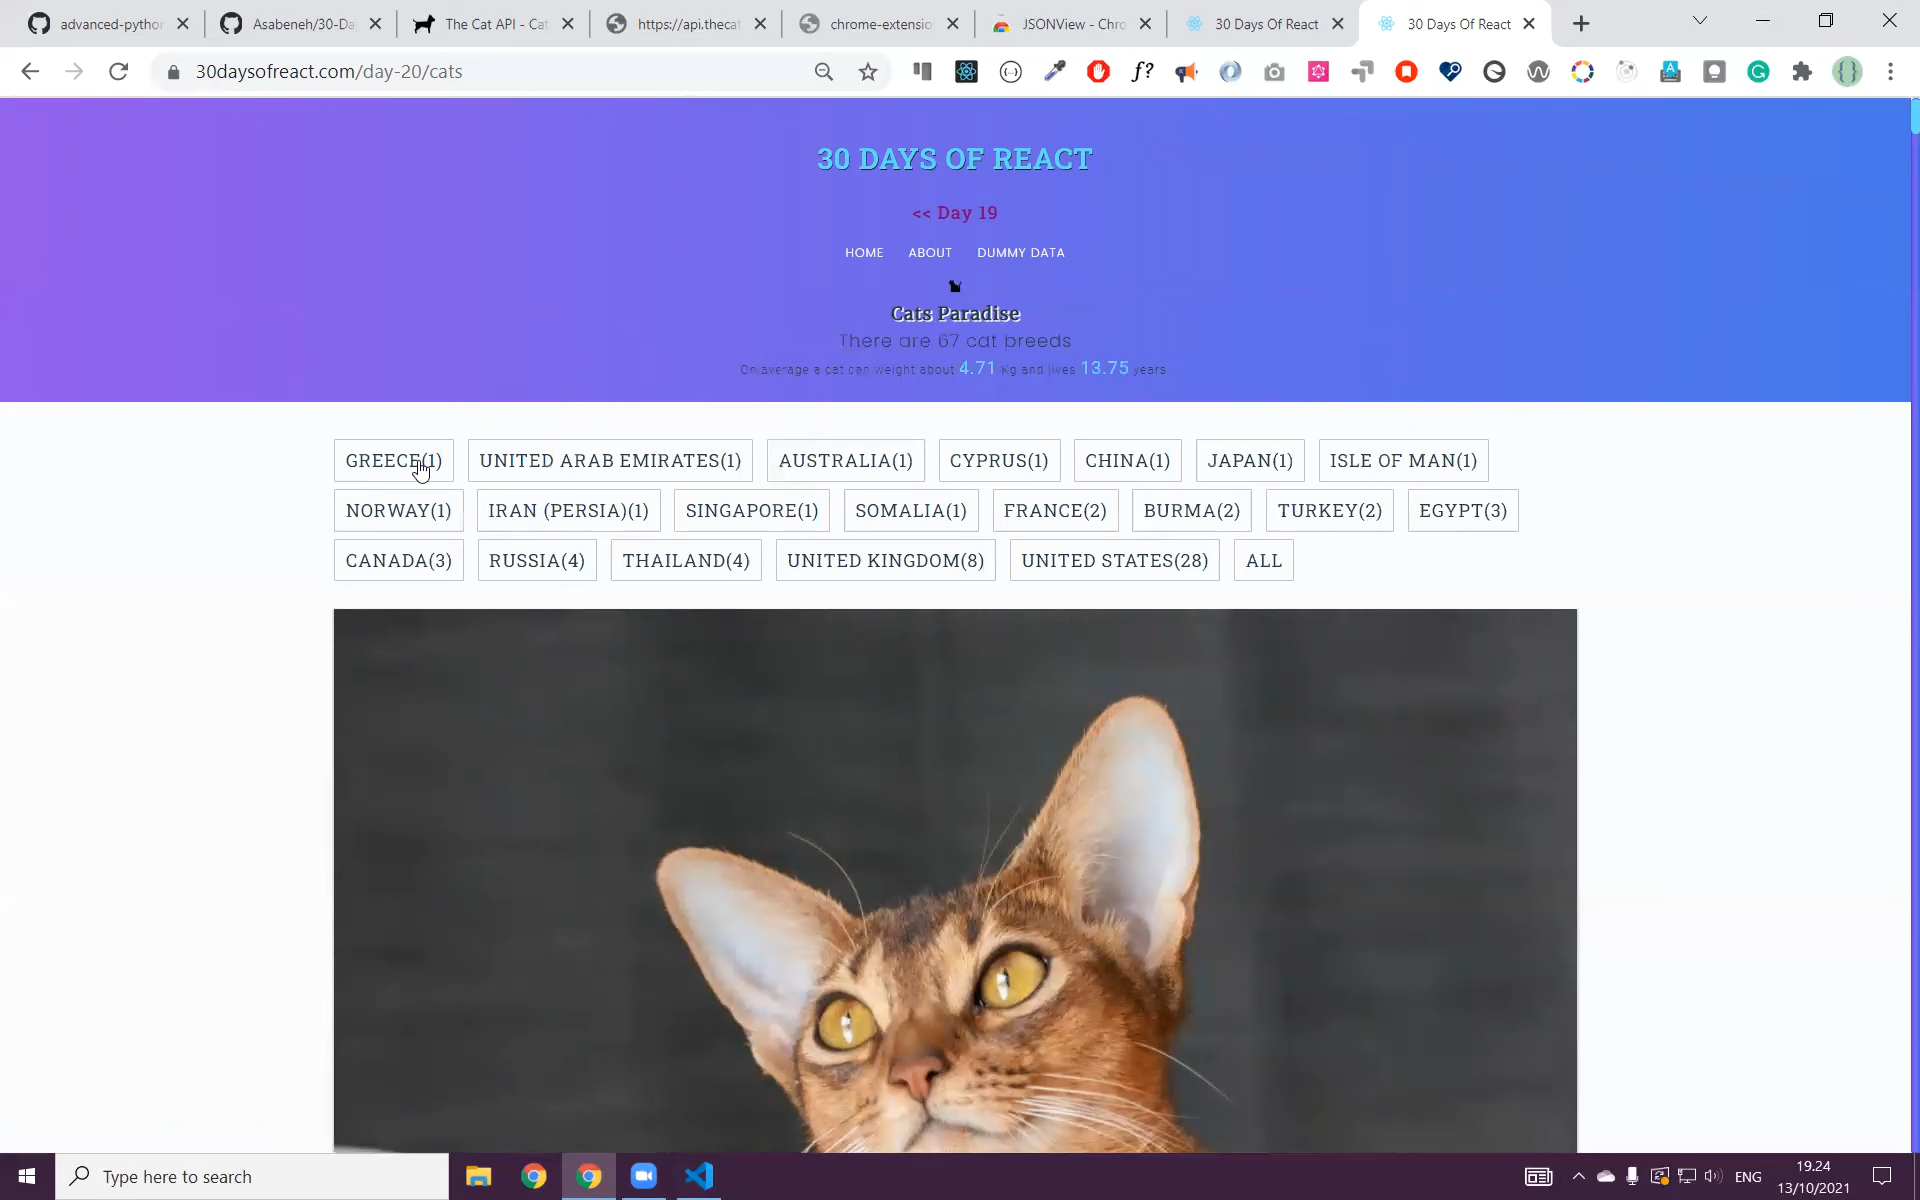 advanced-python
Asabeneh/30-Da
The Cat API - Cat
https://api.thecat
chrome-extensio
JSONView - Chro
30 Days Of React
30 Days Of React
30daysofreact.com/day-20/cats
30 DAYS OF REACT
<< Day 19
HOME ABOUT DUMMY DATA
Cats Paradise
There are 67 cat breeds
On average a cat can weight about 4.71 Kg and lives 13.75 years
GREECE(1) UNITED ARAB EMIRATES(1) AUSTRALIA(1) CYPRUS(1) CHINA(1) JAPAN(1) ISLE OF MAN(1)
NORWAY(1) IRAN (PERSIA)(1) SINGAPORE(1) SOMALIA(1) FRANCE(2) BURMA(2) TURKEY(2) EGYPT(3)
CANADA(3) RUSSIA(4) THAILAND(4) UNITED KINGDOM(8) UNITED STATES(28) ALL
Type here to search
ENG
19.24
13/10/2021